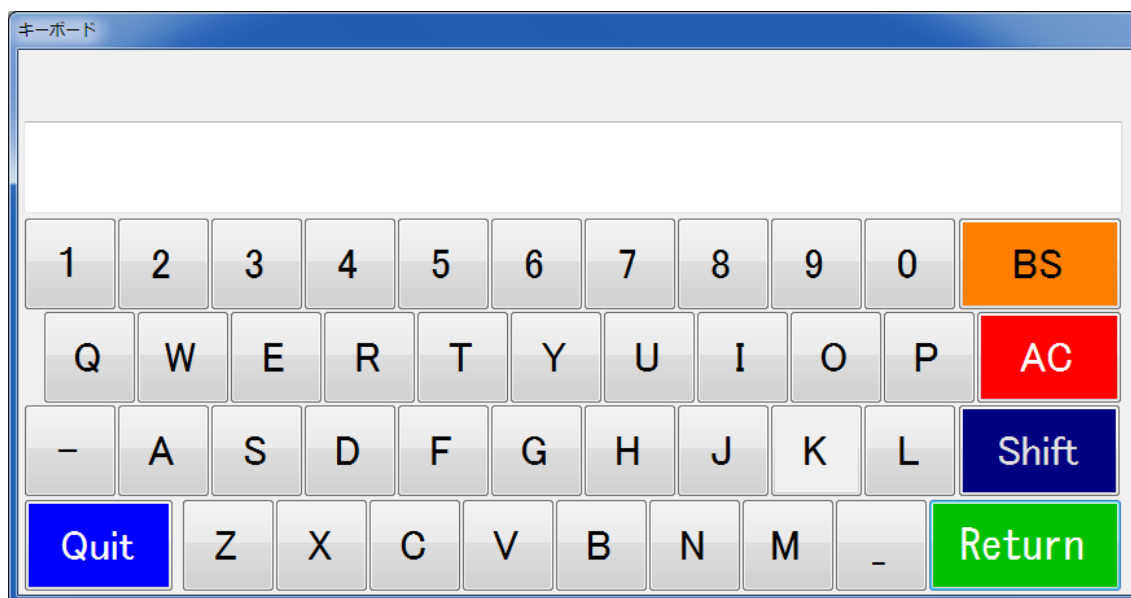 キーボード
1 2 3 4 5 6 7 8 9 0 BS
Q W E R T Y U I O P AC
− A S D F G H J K L Shift
Quit Z X C V B N M _ Return